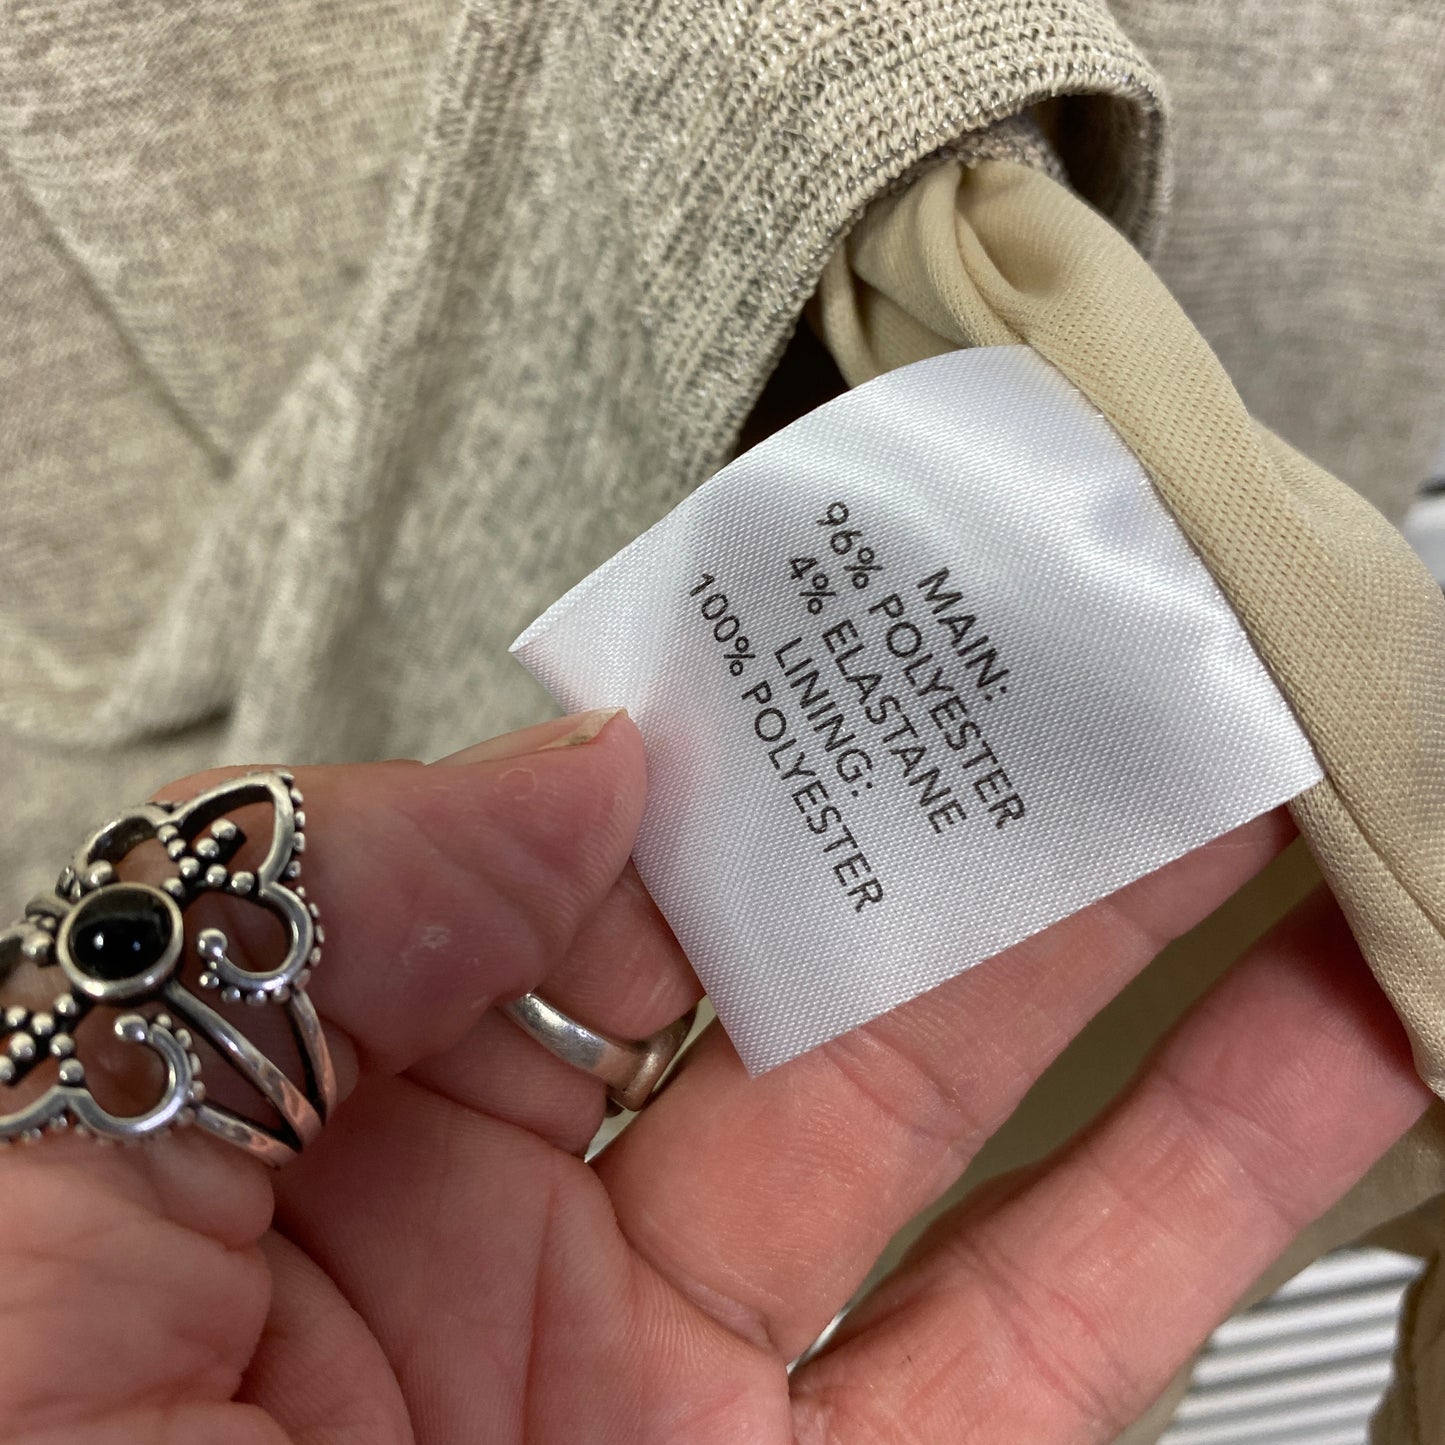 MAIN:
96% POLYESTER
4% ELASTANE
LINING:
100% POLYESTER